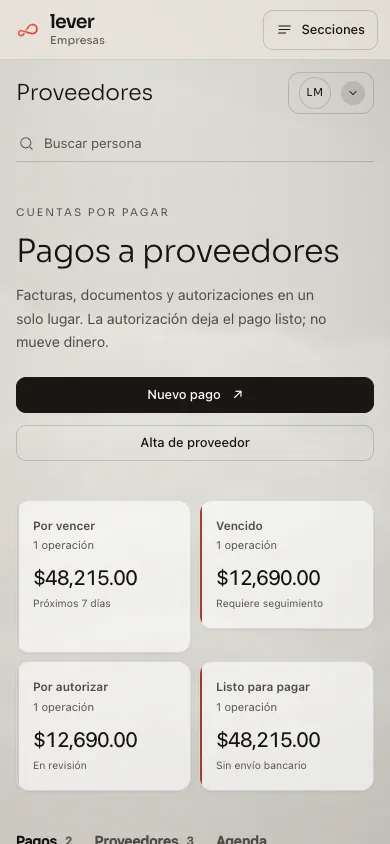 lever
Empresas
Secciones
Proveedores
LM
Buscar persona
CUENTAS POR PAGAR
Pagos a proveedores
Facturas, documentos y autorizaciones en un
solo lugar. La autorización deja el pago listo; no
mueve dinero.
Nuevo pago
Alta de proveedor
Por vencer
1 operación
$48,215.00
Próximos 7 días
Vencido
1 operación
$12,690.00
Requiere seguimiento
Por autorizar
1 operación
$12,690.00
En revisión
Listo para pagar
1 operación
$48,215.00
Sin envío bancario
Pagos 2 Proveedores 3 Agenda